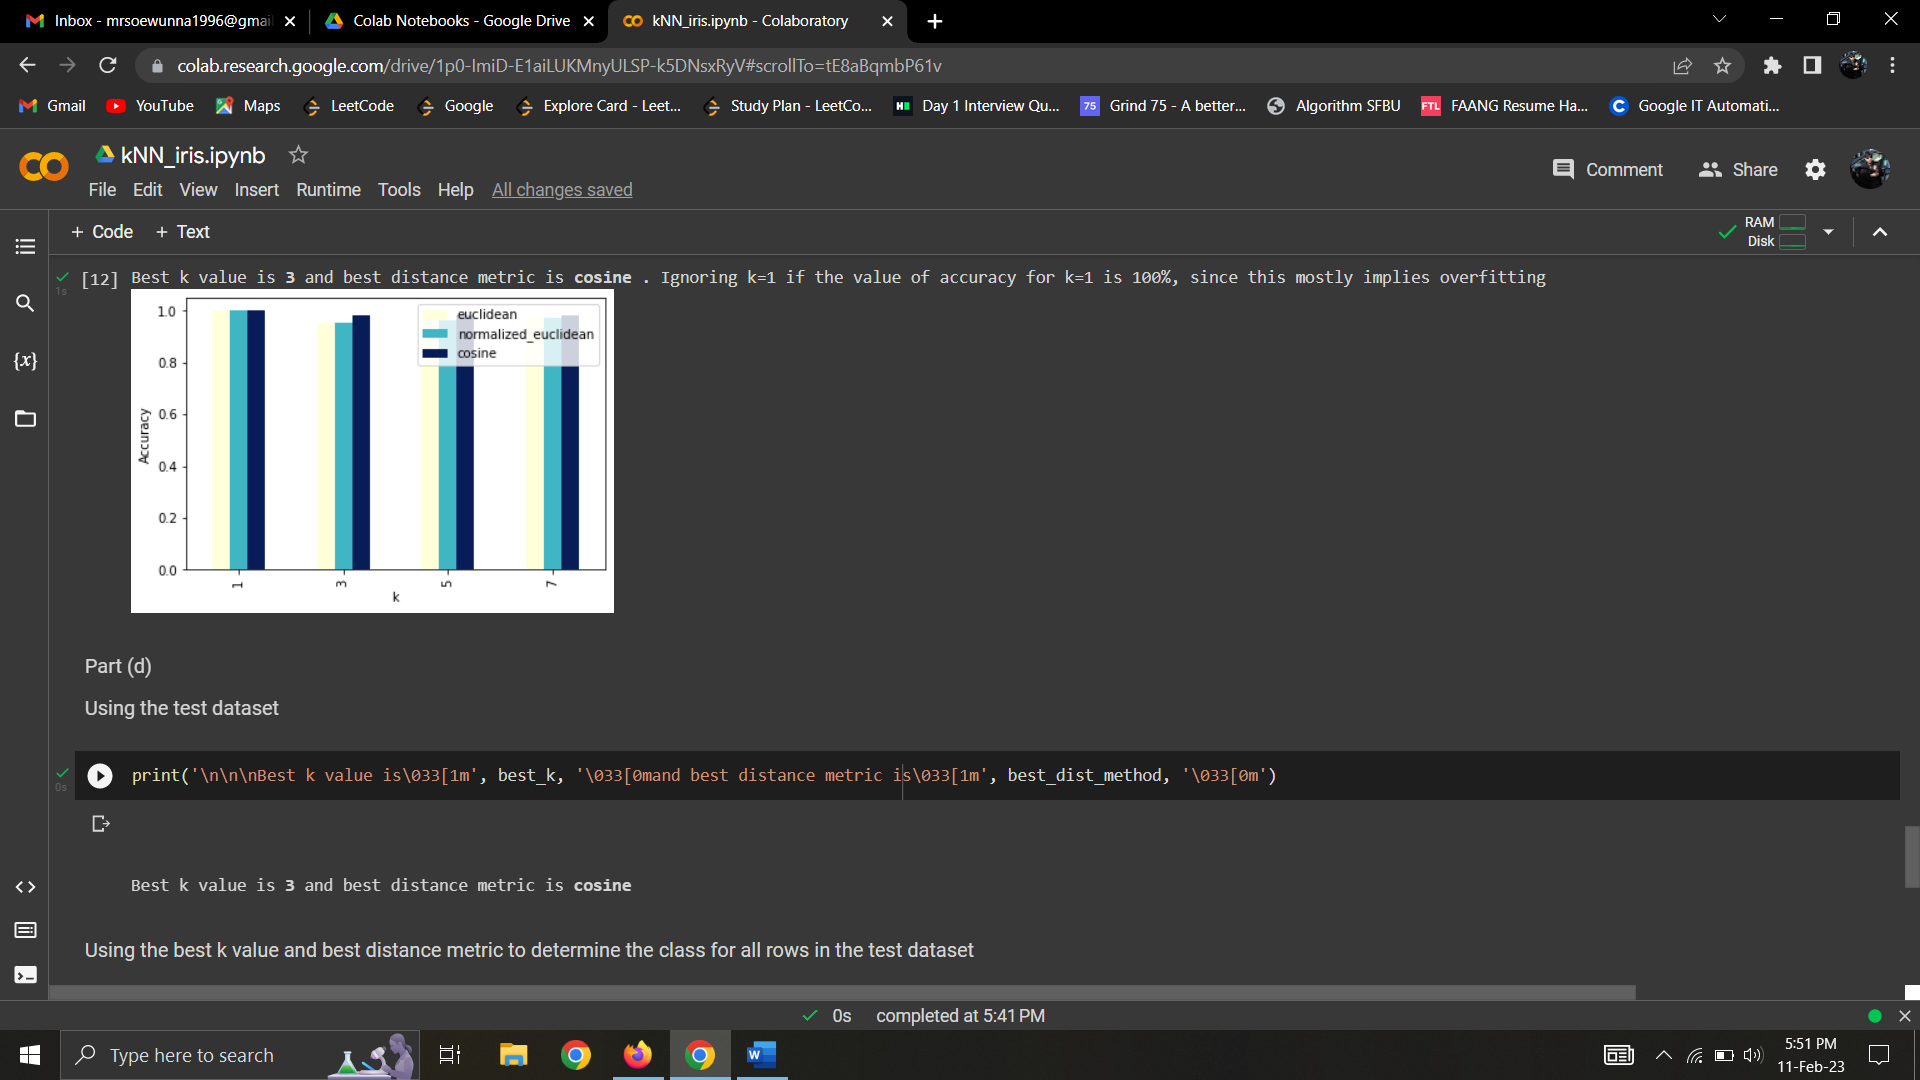 Inbox - mrsoewunna1996@gmai
Colab Notebooks - Google Drive
kNN_iris.ipynb - Colaboratory
colab.research.google.com/drive/1p0-ImiD-E1aiLUKMnyULSP-k5DNsxRyV#scrollTo=tE8aBqmbP61v
Gmail YouTube Maps LeetCode Google Explore Card - Leet... Study Plan - LeetCo... Day 1 Interview Qu... 75 Grind 75 - A better... Algorithm SFBU FTL FAANG Resume Ha... Google IT Automati...
kNN_iris.ipynb
Comment Share
File Edit View Insert Runtime Tools Help All changes saved
+ Code + Text
RAM
Disk
[12] Best k value is 3 and best distance metric is cosine . Ignoring k=1 if the value of accuracy for k=1 is 100%, since this mostly implies overfitting
1s
{x}
euclidean
normalized_euclidean
cosine
1.0
0.8
0.6
0.4
0.2
0.0
Accuracy
1 3 5 7
k
Part (d)
Using the test dataset
print('\n\n\nBest k value is\033[1m', best_k, '\033[0mand best distance metric is\033[1m', best_dist_method, '\033[0m')
0s
Best k value is 3 and best distance metric is cosine
Using the best k value and best distance metric to determine the class for all rows in the test dataset
0s completed at 5:41 PM
Type here to search
5:51 PM
11-Feb-23